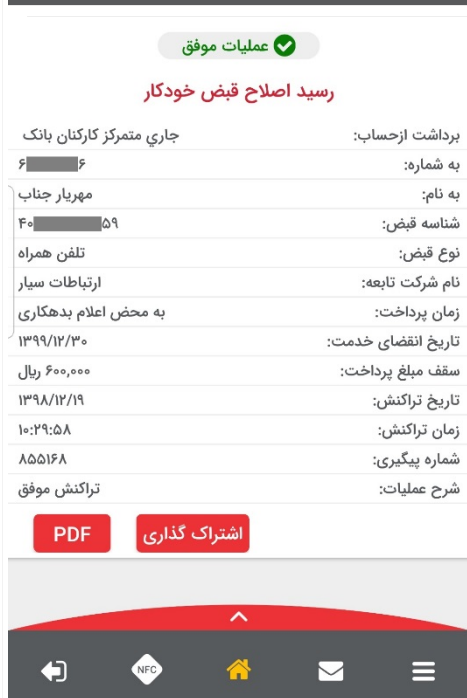 عملیات موفق
رسید اصلاح قبض خودکار
برداشت ازحساب: جاري متمركز كاركنان بانك
به شماره: ۶ ۶
به نام: مهریار جناب
شناسه قبض: ۴۰ ۵۹
نوع قبض: تلفن همراه
نام شرکت تابعه: ارتباطات سیار
زمان پرداخت: به محض اعلام بدهکاری
تاریخ انقضای خدمت: ۱۳۹۹/۱۲/۳۰
سقف مبلغ پرداخت: ۶۰۰,۰۰۰ ریال
تاریخ تراکنش: ۱۳۹۸/۱۲/۱۹
زمان تراکنش: ۱۰:۲۹:۵۸
شماره پیگیری: ۸۵۵۱۶۸
شرح عملیات: تراکنش موفق
اشتراک گذاری PDF
NFC